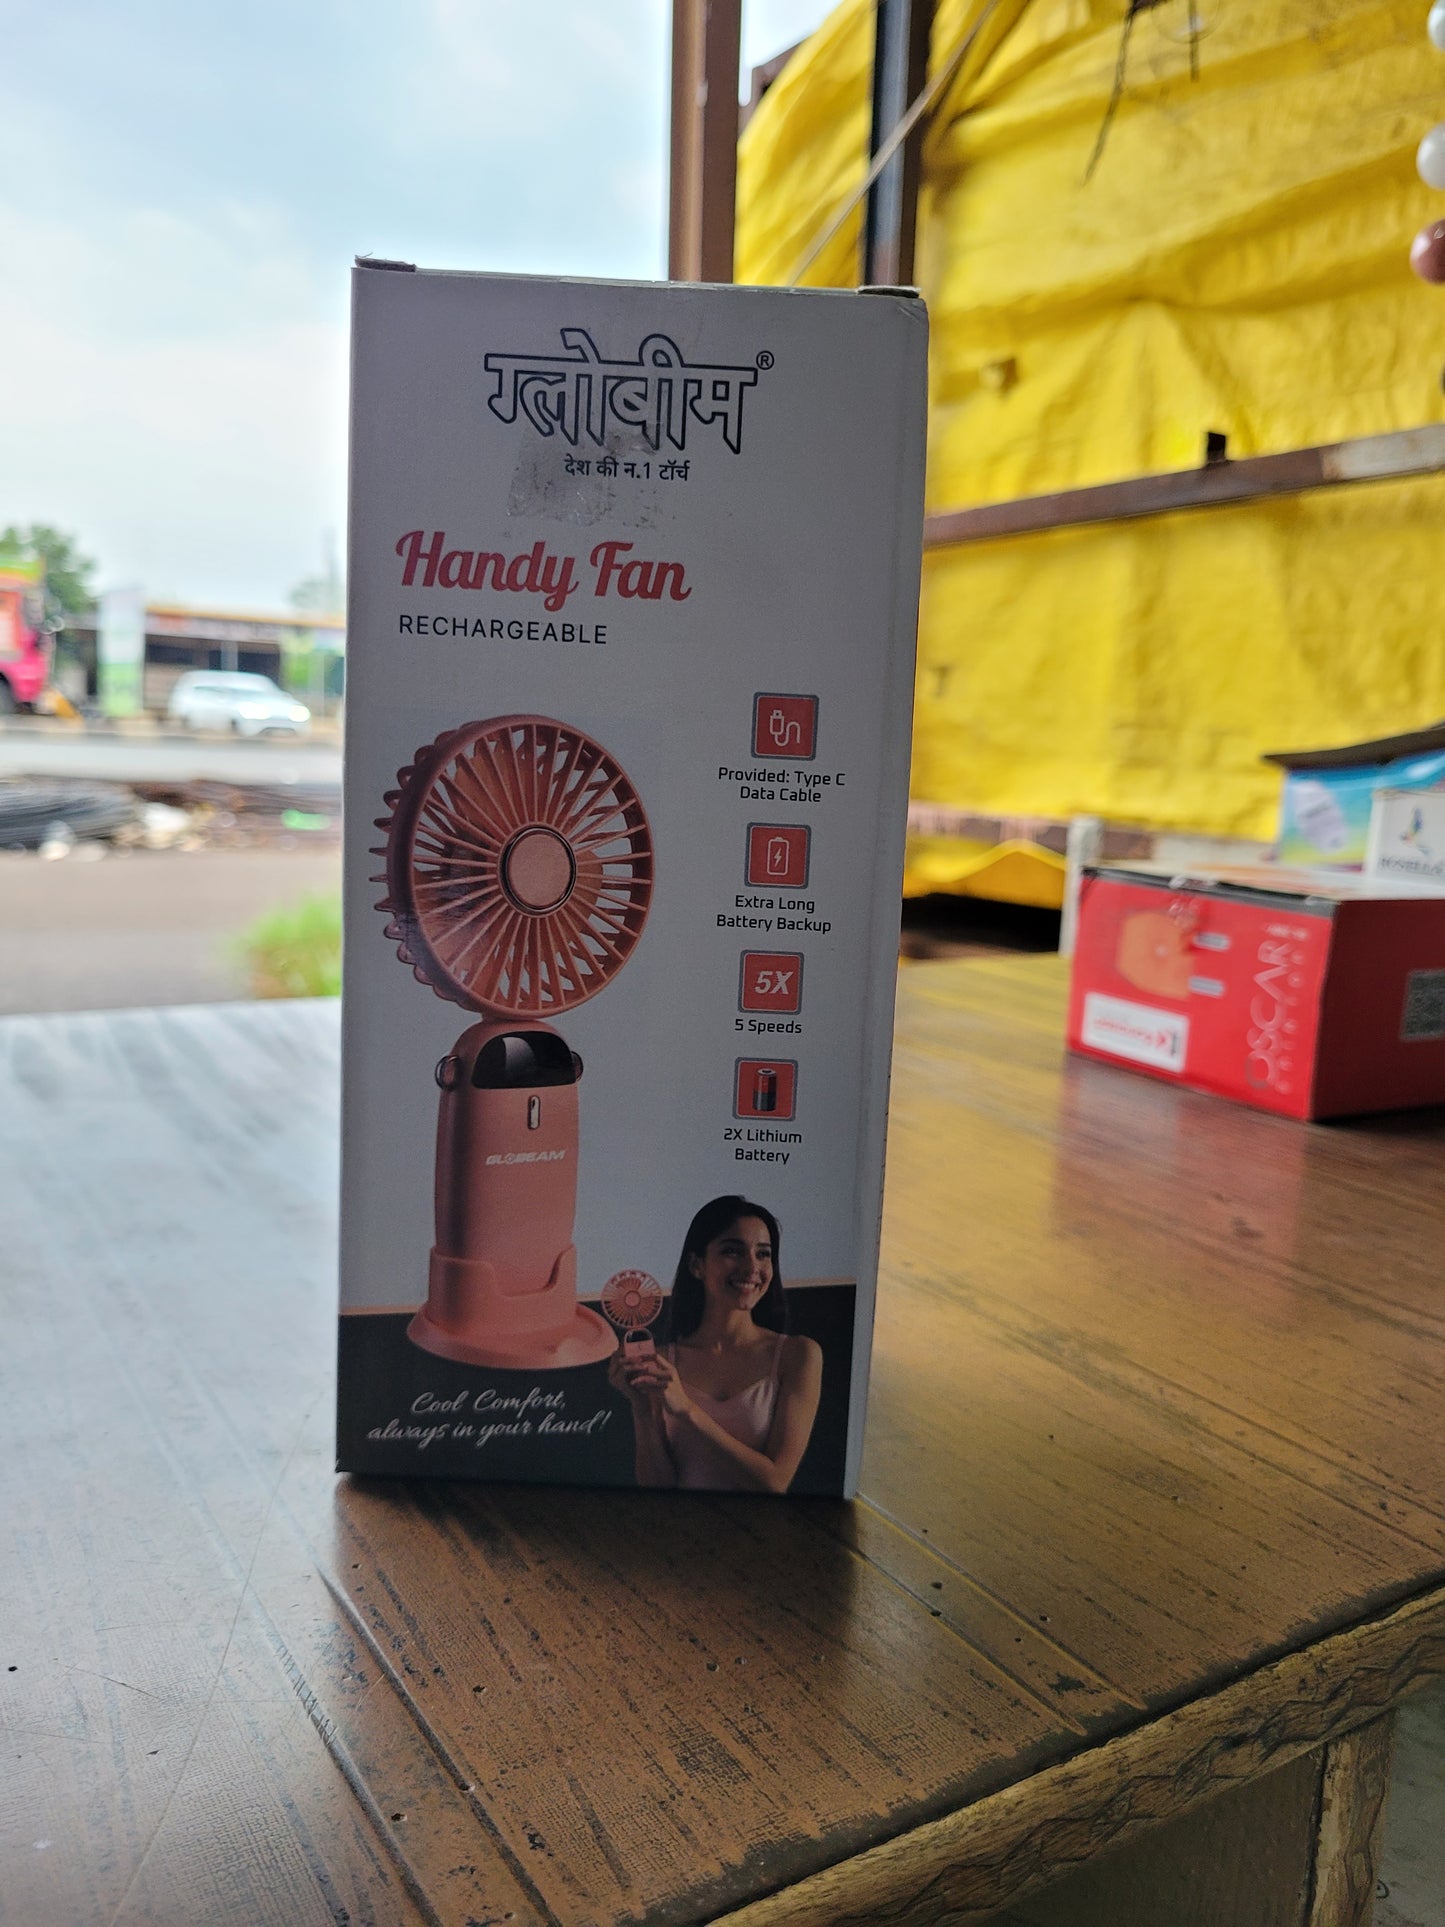 ग्लोबीम®
देश की न.1 टॉर्च
Handy Fan
RECHARGEABLE
Provided: Type C
Data Cable
Extra Long
Battery Backup
5X
5 Speeds
2X Lithium
Battery
GLOBEAM
Cool Comfort,
always in your hand!
OSCAR